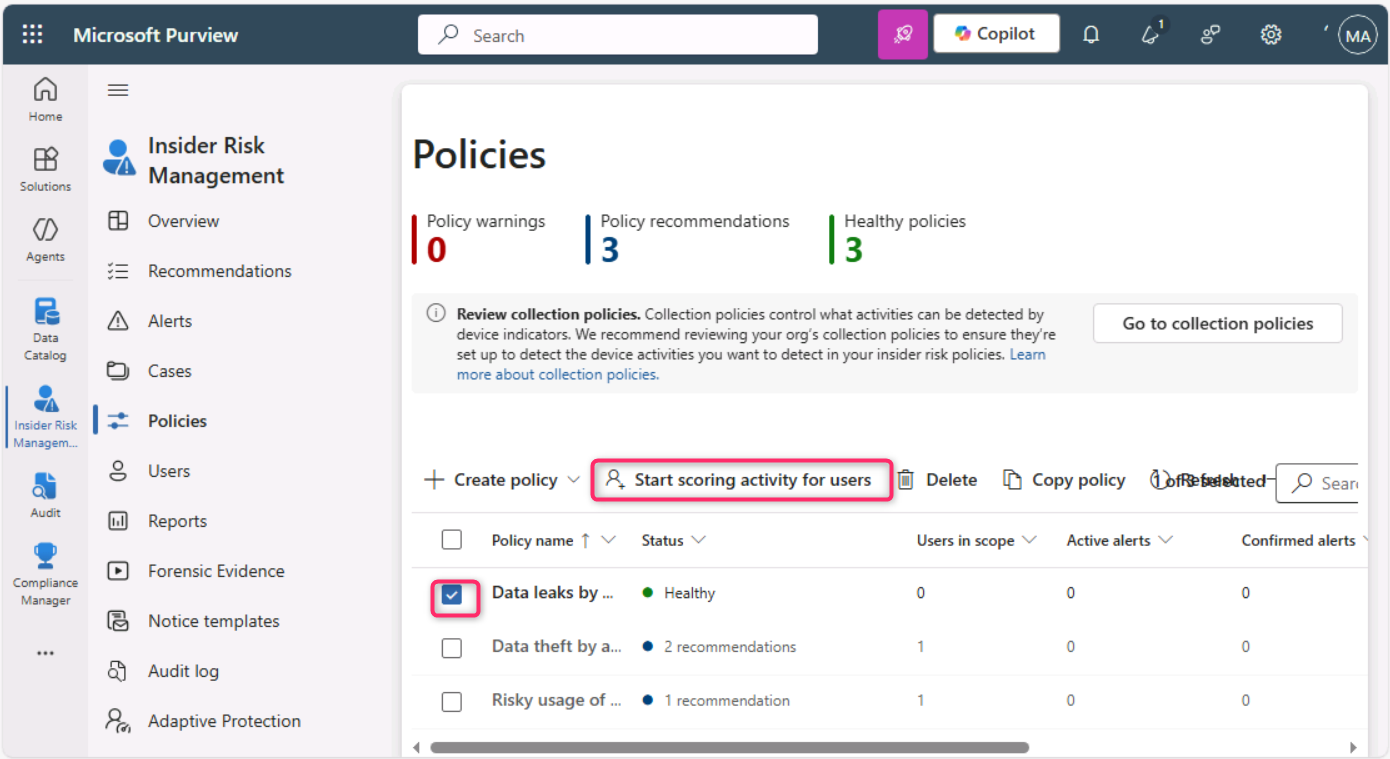 Microsoft Purview
Search
Copilot
1
MA
Home
Solutions
Agents
Data
Catalog
Insider Risk
Managem...
Audit
Compliance
Manager
...
Insider Risk
Management
Overview
Recommendations
Alerts
Cases
Policies
Users
Reports
Forensic Evidence
Notice templates
Audit log
Adaptive Protection
Policies
Policy warnings
0
Policy recommendations
3
Healthy policies
3
Review collection policies. Collection policies control what activities can be detected by
device indicators. We recommend reviewing your org's collection policies to ensure they're
set up to detect the device activities you want to detect in your insider risk policies. Learn
more about collection policies.
Go to collection policies
Create policy
Start scoring activity for users
Delete
Copy policy
Refresh
1 of 3 selected
Sear
Policy name ↑ Status Users in scope Active alerts Confirmed alerts
Data leaks by ... Healthy 0 0 0
Data theft by a... 2 recommendations 1 0 0
Risky usage of ... 1 recommendation 1 0 0